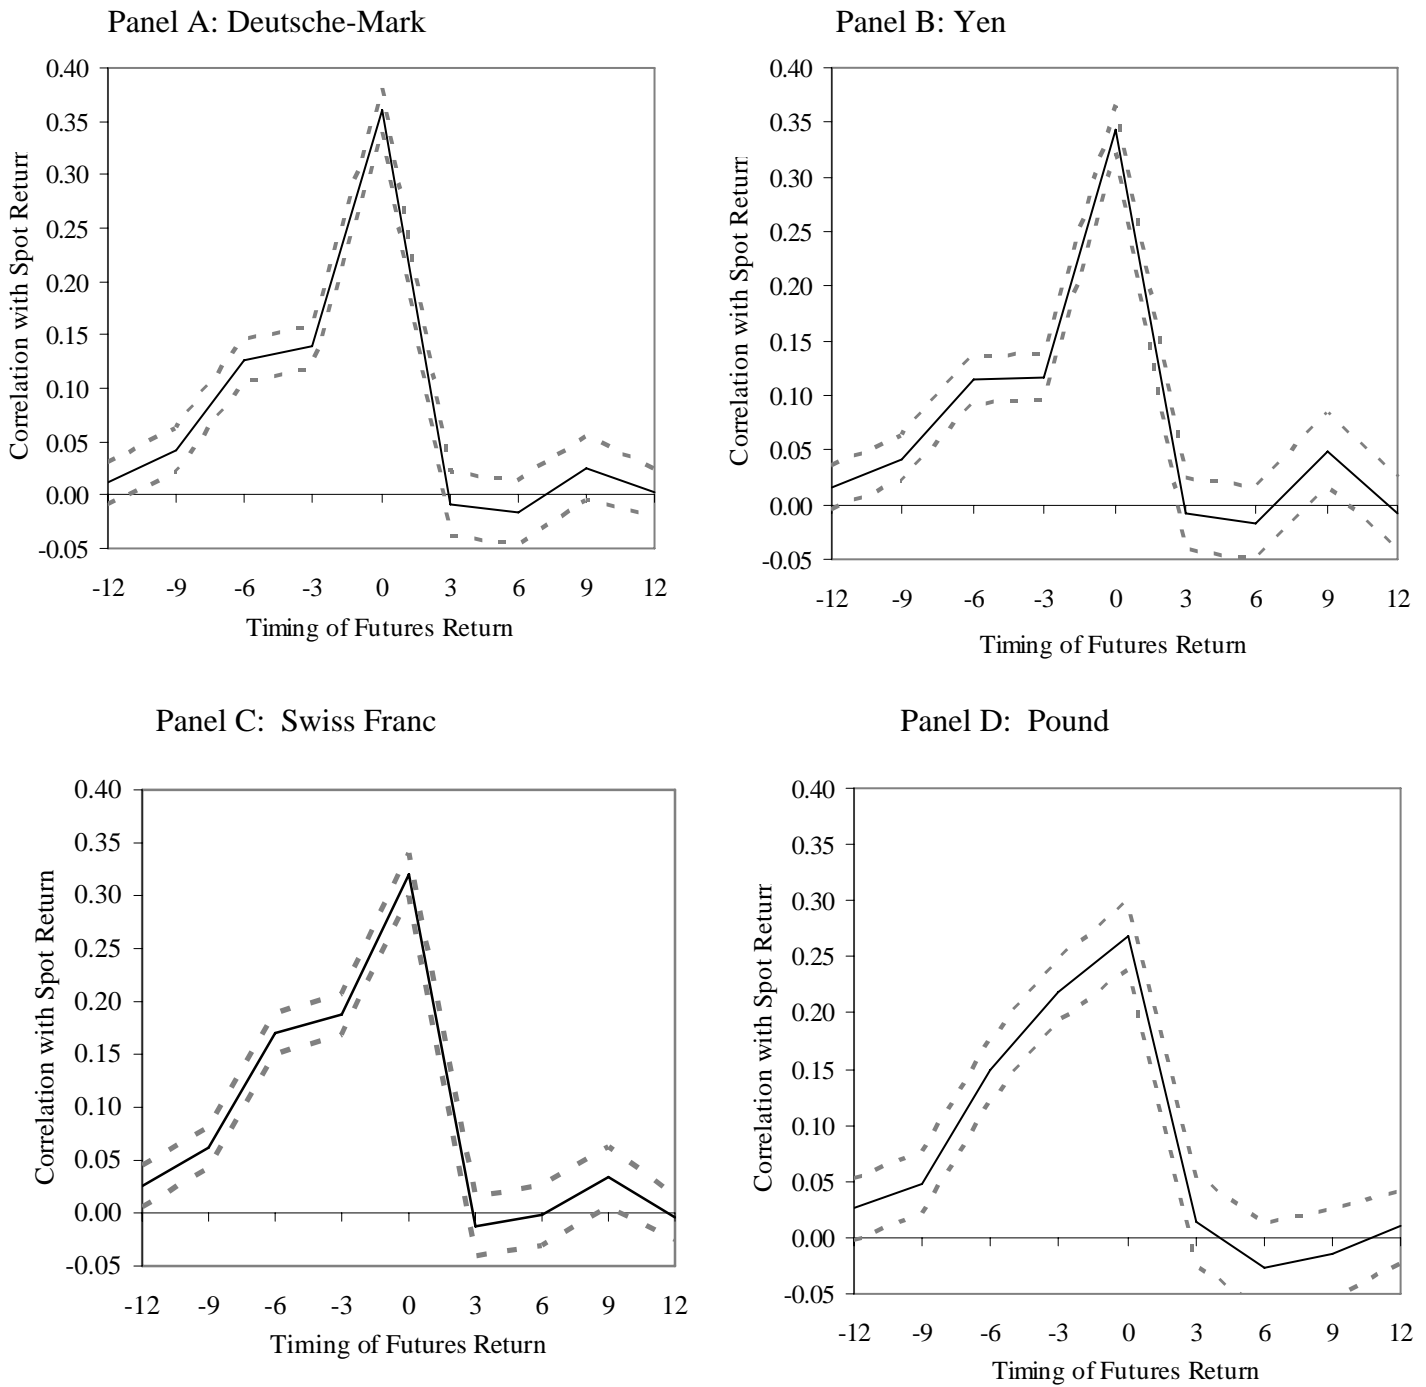 Panel A: Deutsche-Mark
0.40
0.35
0.30
0.25
0.20
0.15
0.10
0.05
0.00
-0.05
Correlation with Spot Return
-12 -9 -6 -3 0 3 6 9 12
Timing of Futures Return
Panel B: Yen
0.40
0.35
0.30
0.25
0.20
0.15
0.10
0.05
0.00
-0.05
Correlation with Spot Return
-12 -9 -6 -3 0 3 6 9 12
Timing of Futures Return
Panel C: Swiss Franc
0.40
0.35
0.30
0.25
0.20
0.15
0.10
0.05
0.00
-0.05
Correlation with Spot Return
-12 -9 -6 -3 0 3 6 9 12
Timing of Futures Return
Panel D: Pound
0.40
0.35
0.30
0.25
0.20
0.15
0.10
0.05
0.00
-0.05
Correlation with Spot Return
-12 -9 -6 -3 0 3 6 9 12
Timing of Futures Return